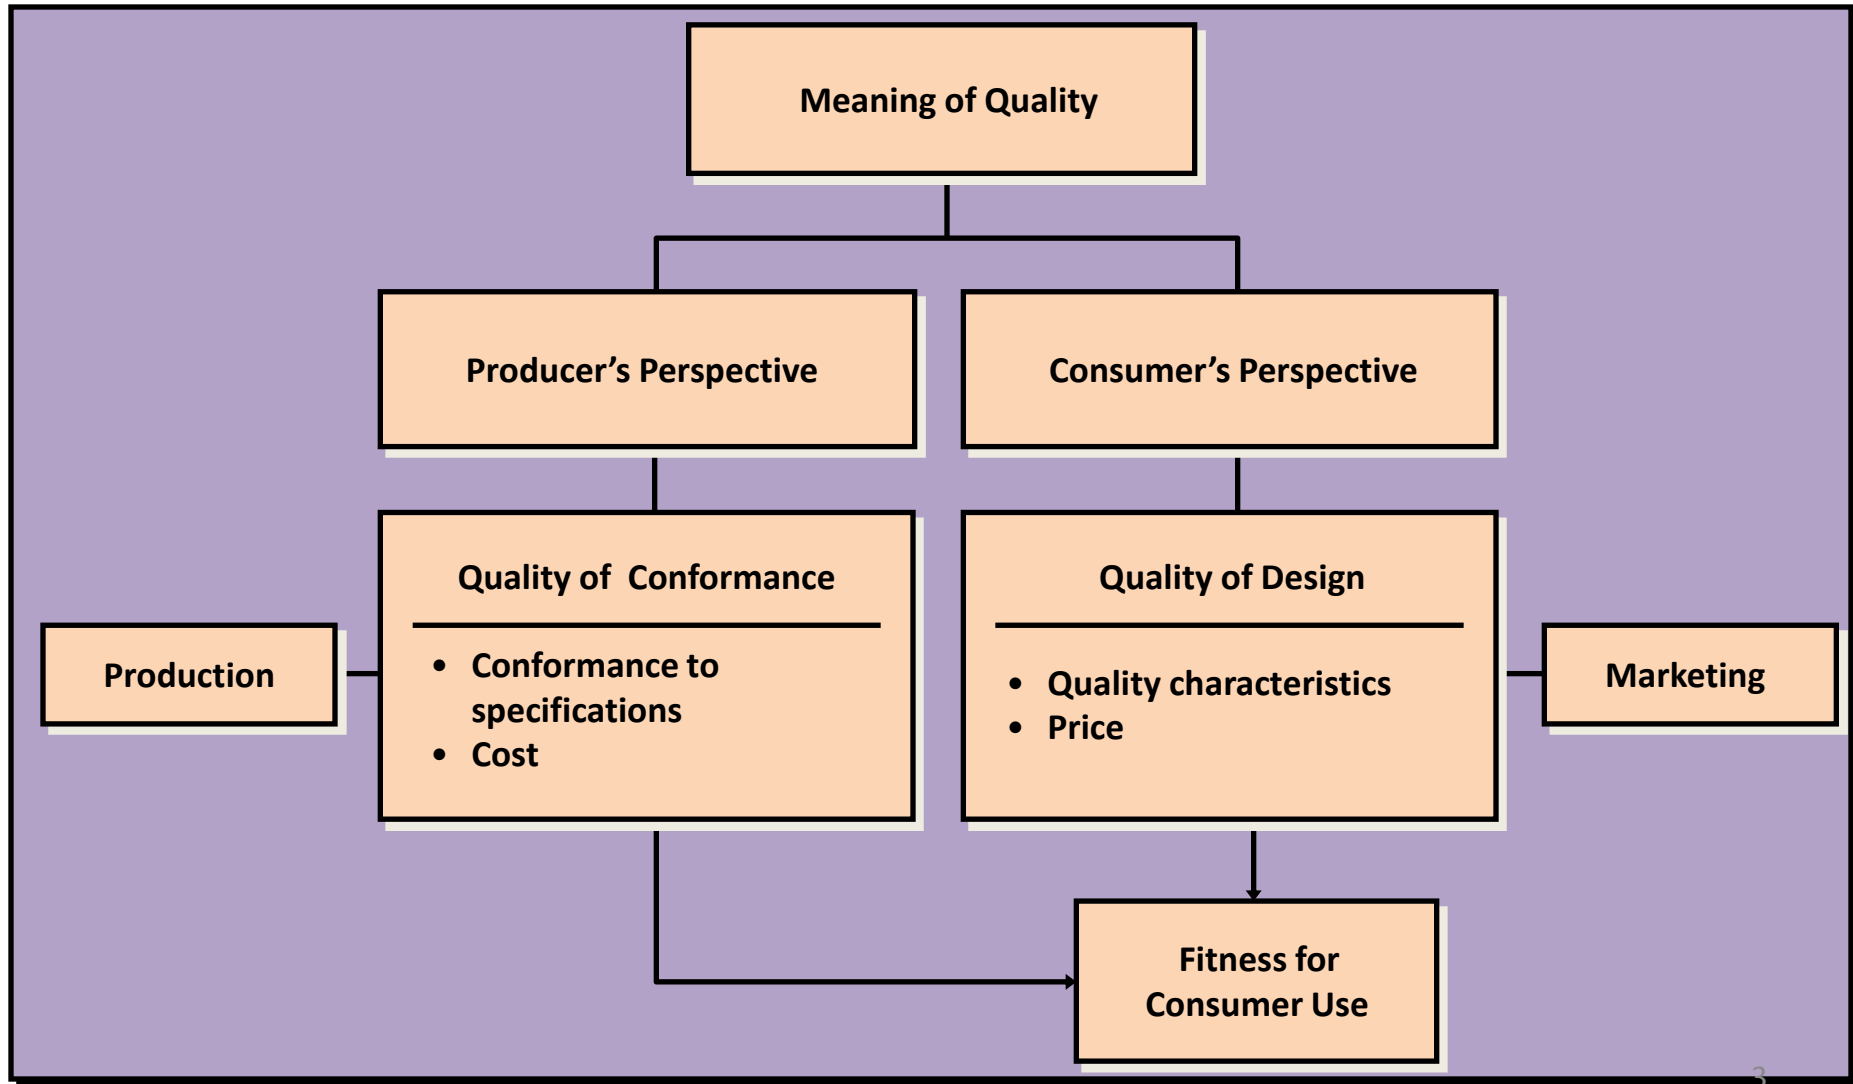 Meaning of Quality
Producer’s Perspective
Consumer’s Perspective
Quality of Conformance
• Conformance to
specifications
• Cost
Quality of Design
• Quality characteristics
• Price
Production
Marketing
Fitness for
Consumer Use
3